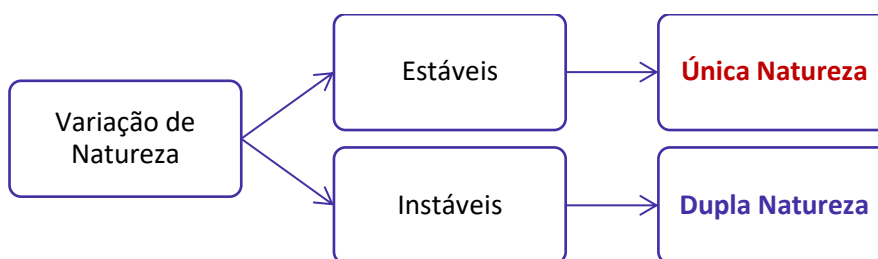 Variação de
Natureza
Estáveis
Única Natureza
Instáveis
Dupla Natureza